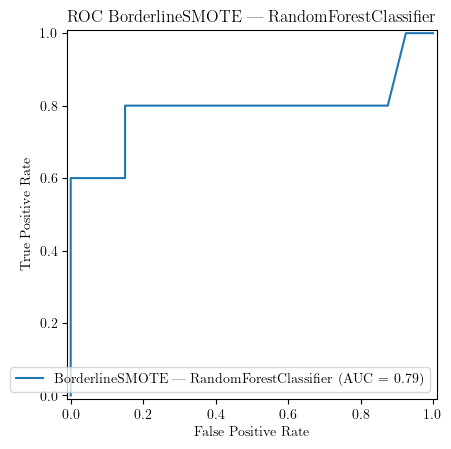 ROC BorderlineSMOTE — RandomForestClassifier
1.0
0.8
0.6
0.4
0.2
0.0
True Positive Rate
BorderlineSMOTE — RandomForestClassifier (AUC = 0.79)
0.0 0.2 0.4 0.6 0.8 1.0
False Positive Rate